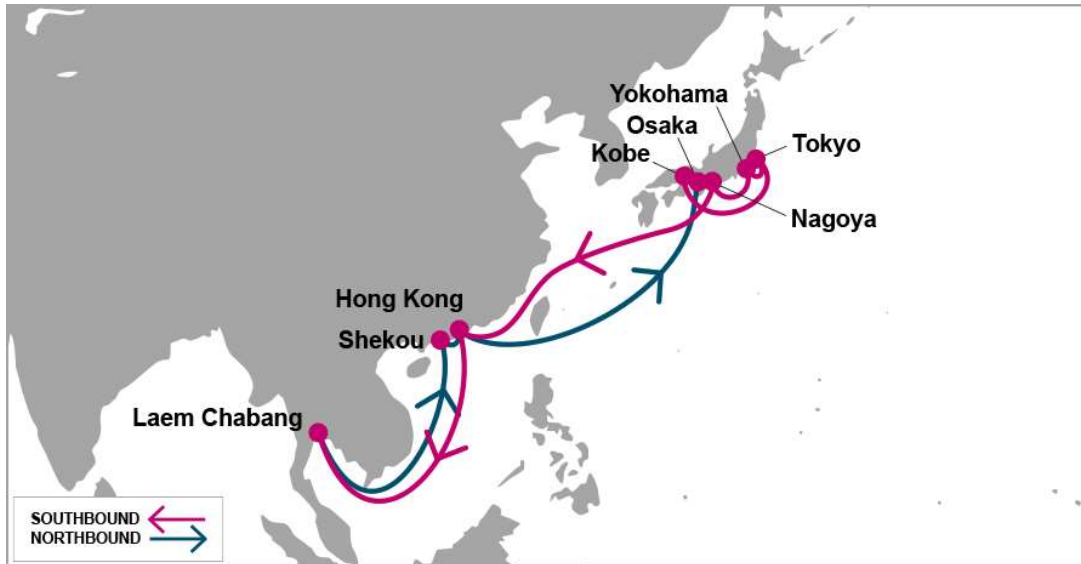 Yokohama
Osaka
Kobe
Tokyo
Nagoya
Hong Kong
Shekou
Laem Chabang
SOUTHBOUND
NORTHBOUND